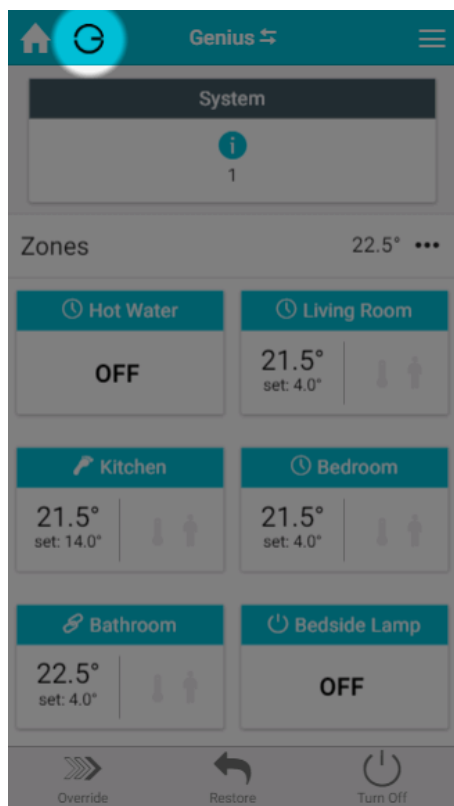 Genius
System
i
1
Zones 22.5° •••
Hot Water
OFF
Living Room
21.5°
set: 4.0°
Kitchen
21.5°
set: 14.0°
Bedroom
21.5°
set: 4.0°
Bathroom
22.5°
set: 4.0°
Bedside Lamp
OFF
Override Restore Turn Off